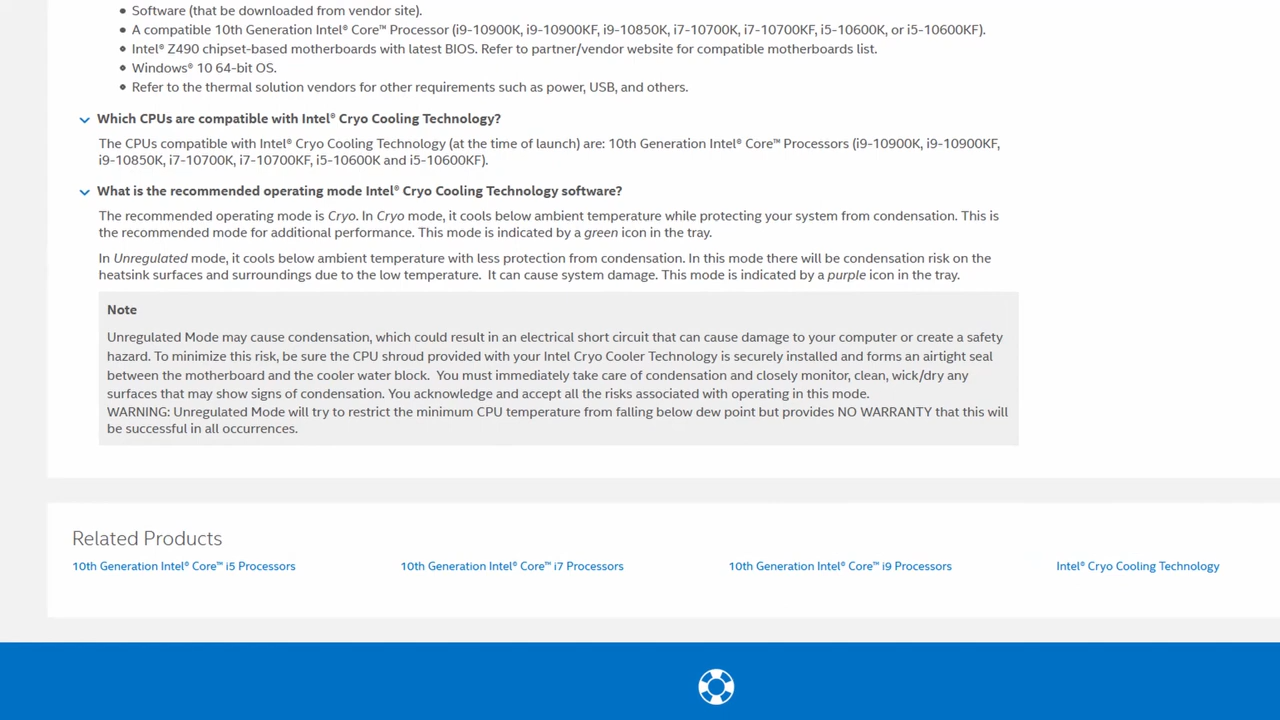 Software (that be downloaded from vendor site).
A compatible 10th Generation Intel® Core™ Processor (i9-10900K, i9-10900KF, i9-10850K, i7-10700K, i7-10700KF, i5-10600K, or i5-10600KF).
Intel® Z490 chipset-based motherboards with latest BIOS. Refer to partner/vendor website for compatible motherboards list.
Windows® 10 64-bit OS.
Refer to the thermal solution vendors for other requirements such as power, USB, and others.
Which CPUs are compatible with Intel® Cryo Cooling Technology?
The CPUs compatible with Intel® Cryo Cooling Technology (at the time of launch) are: 10th Generation Intel® Core™ Processors (i9-10900K, i9-10900KF,
i9-10850K, i7-10700K, i7-10700KF, i5-10600K and i5-10600KF).
What is the recommended operating mode Intel® Cryo Cooling Technology software?
The recommended operating mode is Cryo. In Cryo mode, it cools below ambient temperature while protecting your system from condensation. This is
the recommended mode for additional performance. This mode is indicated by a green icon in the tray.
In Unregulated mode, it cools below ambient temperature with less protection from condensation. In this mode there will be condensation risk on the
heatsink surfaces and surroundings due to the low temperature. It can cause system damage. This mode is indicated by a purple icon in the tray.
Note
Unregulated Mode may cause condensation, which could result in an electrical short circuit that can cause damage to your computer or create a safety
hazard. To minimize this risk, be sure the CPU shroud provided with your Intel Cryo Cooler Technology is securely installed and forms an airtight seal
between the motherboard and the cooler water block. You must immediately take care of condensation and closely monitor, clean, wick/dry any
surfaces that may show signs of condensation. You acknowledge and accept all the risks associated with operating in this mode.
WARNING: Unregulated Mode will try to restrict the minimum CPU temperature from falling below dew point but provides NO WARRANTY that this will
be successful in all occurrences.
Related Products
10th Generation Intel® Core™ i5 Processors
10th Generation Intel® Core™ i7 Processors
10th Generation Intel® Core™ i9 Processors
Intel® Cryo Cooling Technology